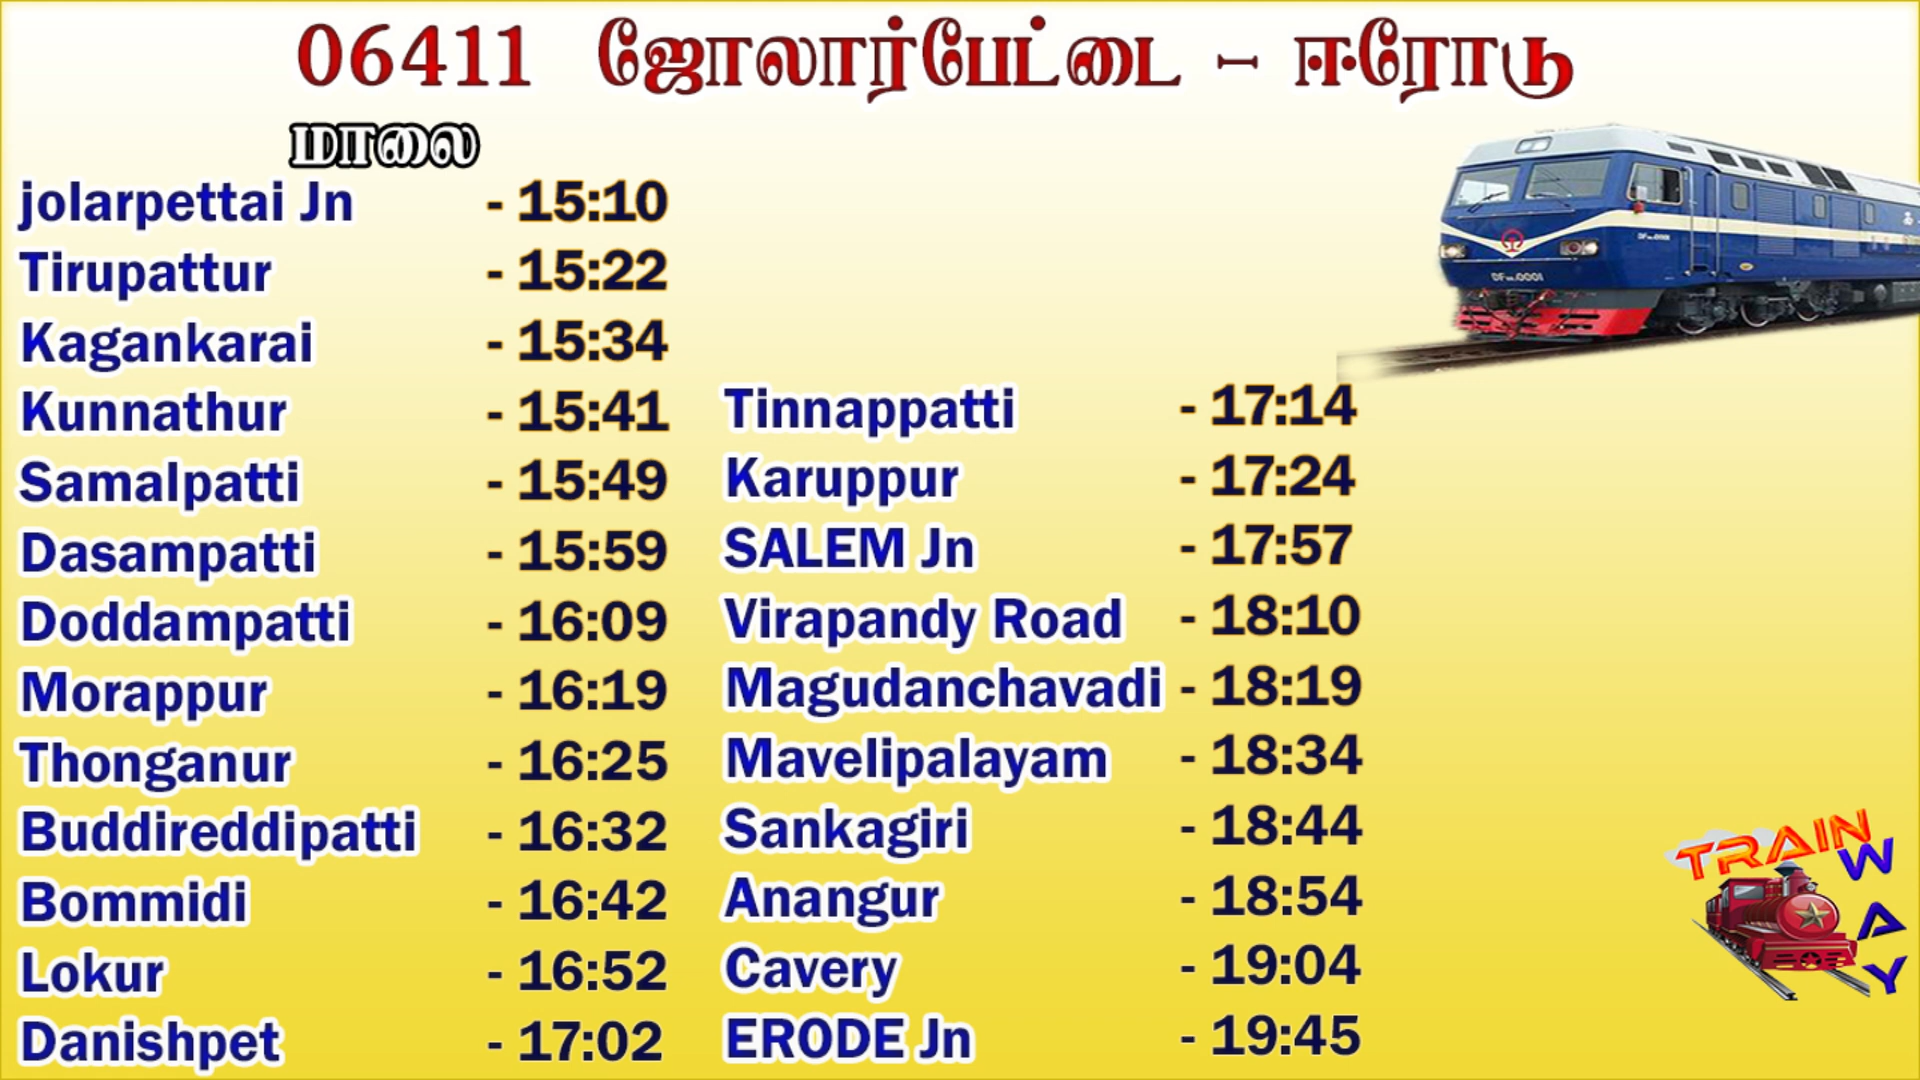 06411 ஜோலார்பேட்டை - ஈரோடு
மாலை
jolarpettai Jn - 15:10
Tirupattur - 15:22
Kagankarai - 15:34
Kunnathur - 15:41
Samalpatti - 15:49
Dasampatti - 15:59
Doddampatti - 16:09
Morappur - 16:19
Thonganur - 16:25
Buddireddipatti - 16:32
Bommidi - 16:42
Lokur - 16:52
Danishpet - 17:02
Tinnappatti - 17:14
Karuppur - 17:24
SALEM Jn - 17:57
Virapandy Road - 18:10
Magudanchavadi - 18:19
Mavelipalayam - 18:34
Sankagiri - 18:44
Anangur - 18:54
Cavery - 19:04
ERODE Jn - 19:45
TRAIN
WAY